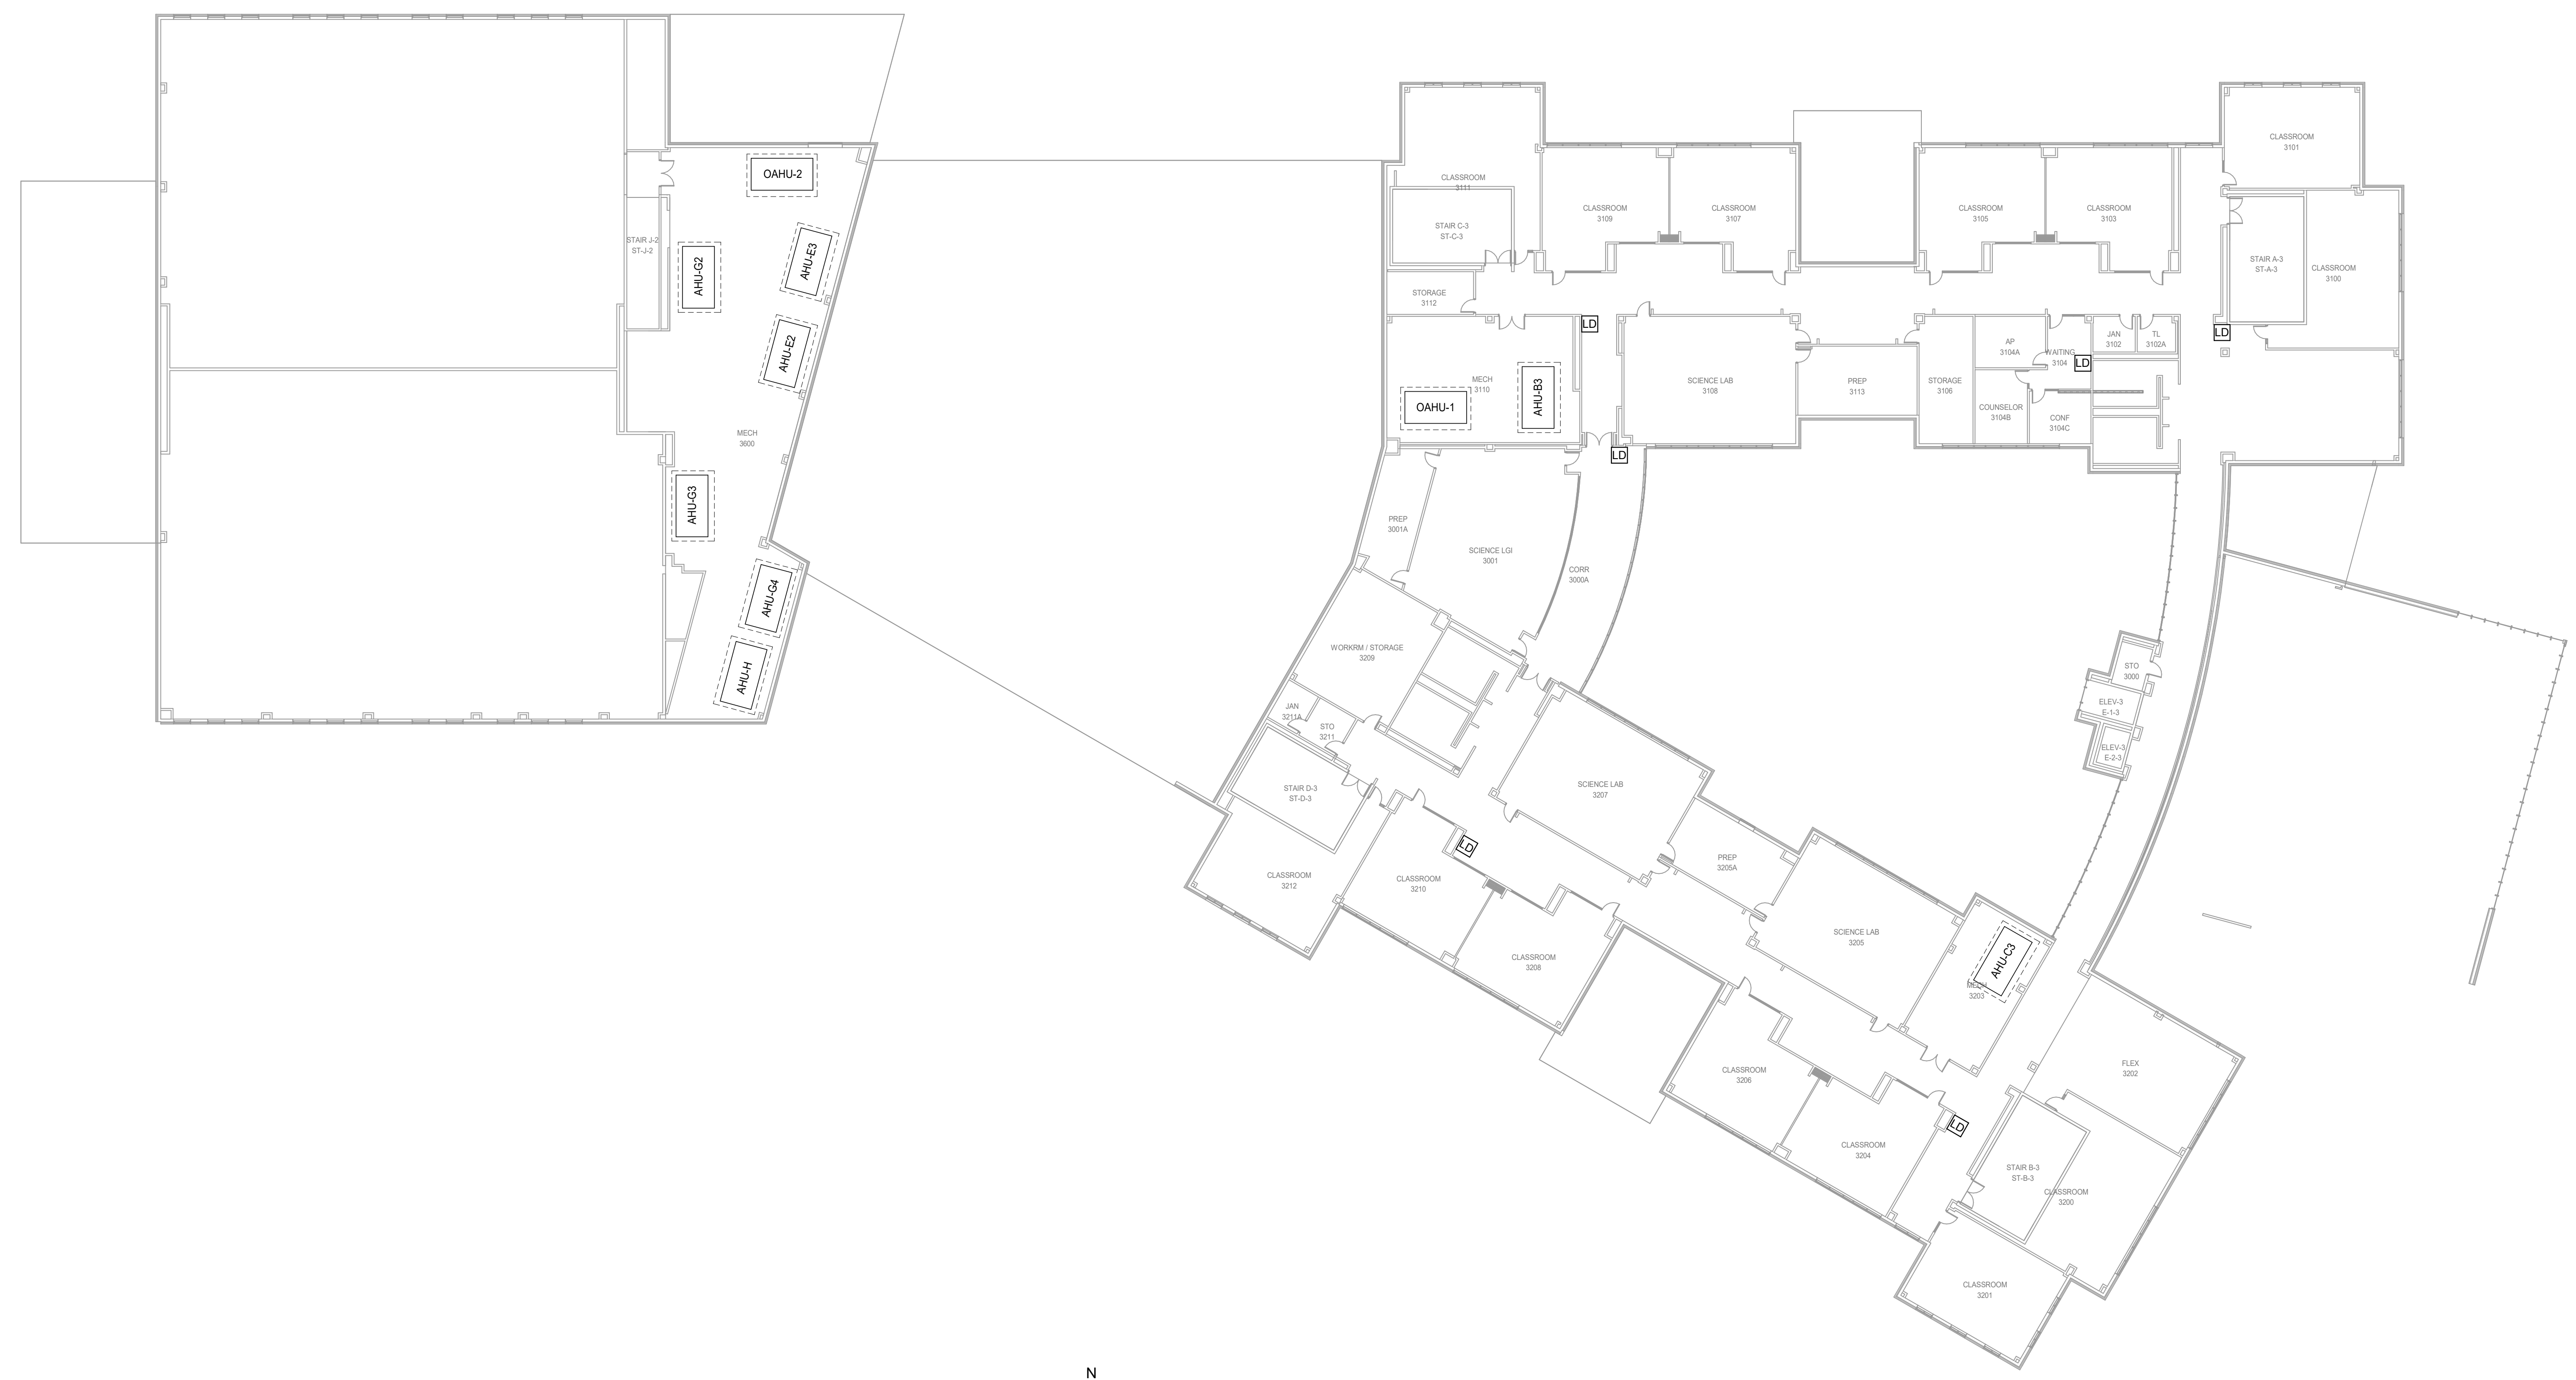 OAHU-2
AHU-E3
STAIR J-2
ST-J-2
AHU-G2
AHU-E2
MECH
3600
AHU-G3
AHU-G4
AHU-H
CLASSROOM
3111
STAIR C-3
ST-C-3
CLASSROOM
3109
CLASSROOM
3107
CLASSROOM
3105
CLASSROOM
3103
CLASSROOM
3101
STAIR A-3
ST-A-3
CLASSROOM
3100
STORAGE
3112
LD
MECH
3110
OAHU-1
AHU-B3
LD
SCIENCE LAB
3108
PREP
3113
STORAGE
3106
AP
3104A
WAITING
3104
LD
JAN
3102
TL
3102A
LD
COUNSELOR
3104B
CONF
3104C
PREP
3001A
SCIENCE LGI
3001
CORR
3000A
WORKRM / STORAGE
3209
JAN
3211A
STO
3211
STO
3000
ELEV-3
E-1-3
ELEV-3
E-2-3
STAIR D-3
ST-D-3
SCIENCE LAB
3207
LD
CLASSROOM
3212
CLASSROOM
3210
PREP
3205A
CLASSROOM
3208
SCIENCE LAB
3205
AHU-C3
MECH
3203
CLASSROOM
3206
FLEX
3202
CLASSROOM
3204
LD
STAIR B-3
ST-B-3
CLASSROOM
3200
CLASSROOM
3201
N